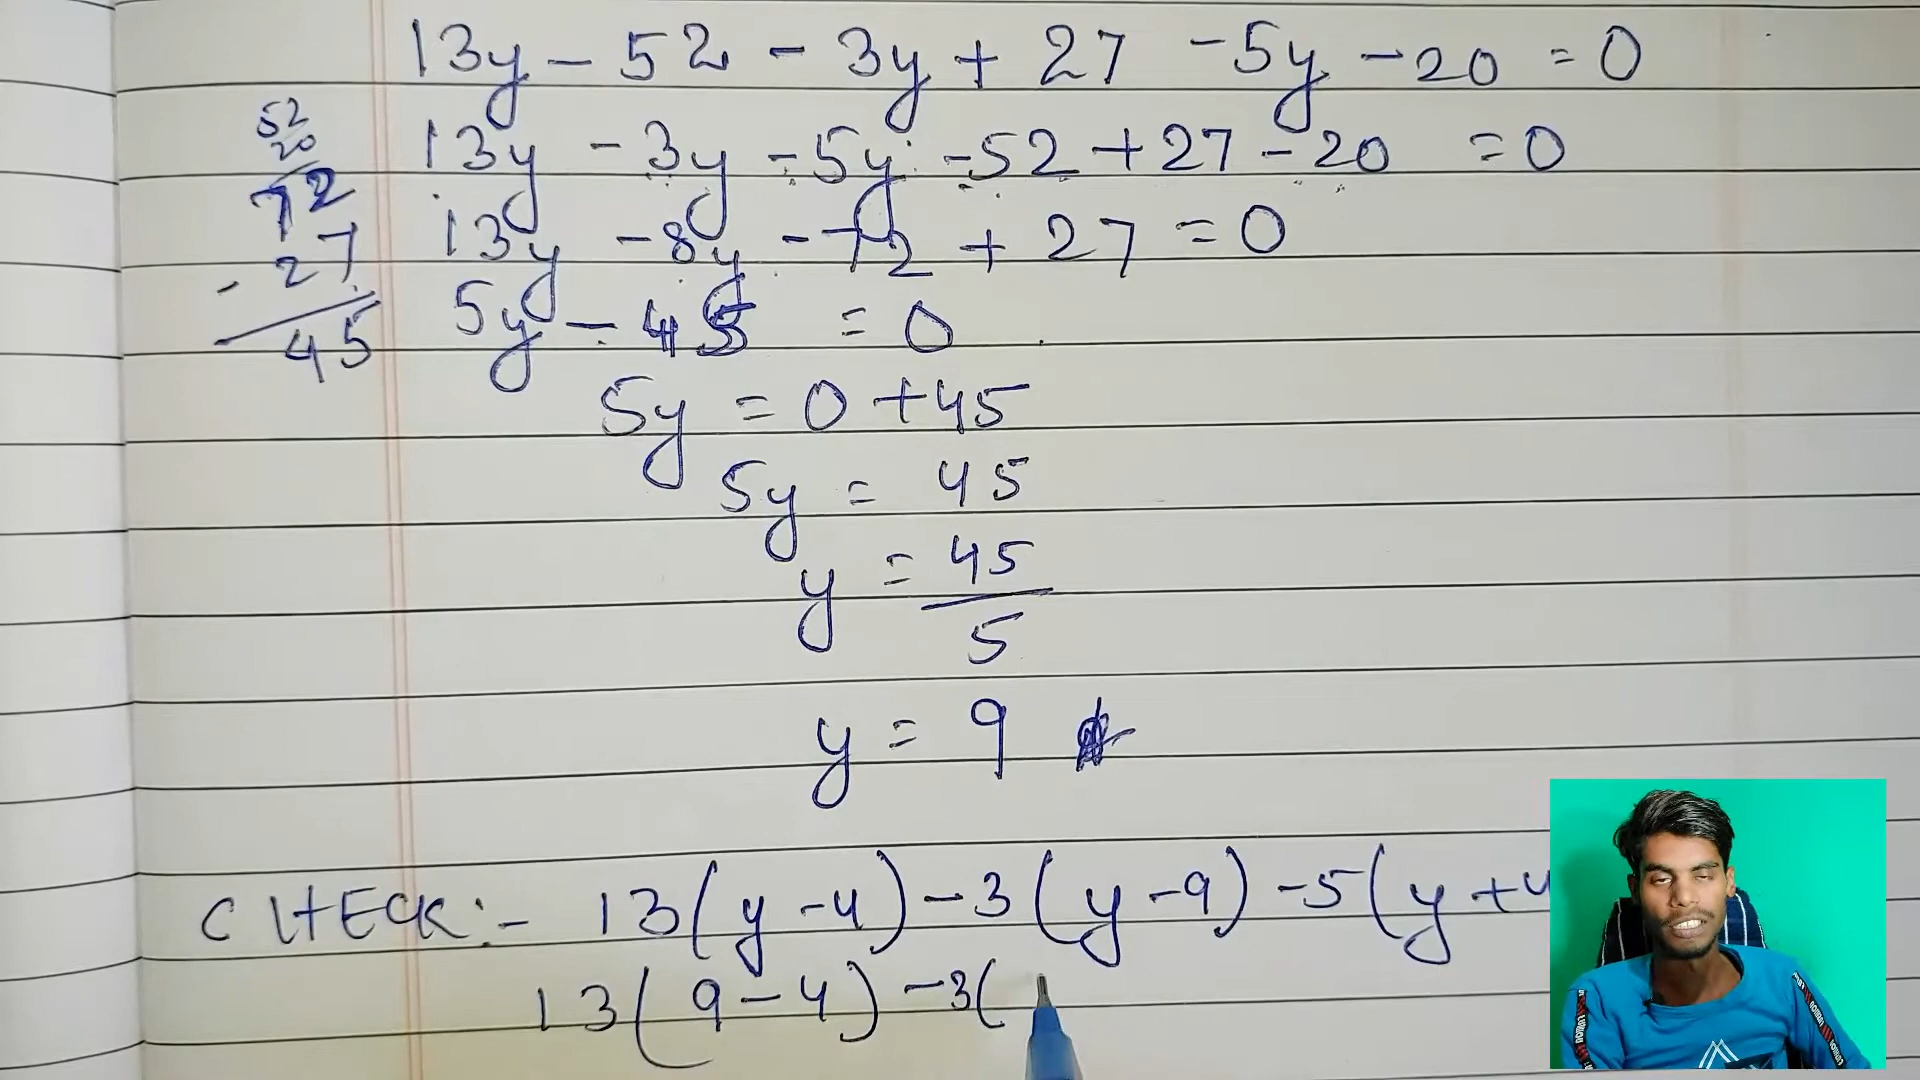 13y - 52 - 3y + 27 - 5y - 20 = 0
13y - 3y - 5y - 52 + 27 - 20 = 0
52
20
72
- 27
45
13y - 8y - 72 + 27 = 0
5y - 45 = 0
5y = 0 + 45
5y = 45
y = 45
5
y = 9
CHECK:- 13(y-4) - 3(y-9) - 5(y+4
13(9-4) - 3(